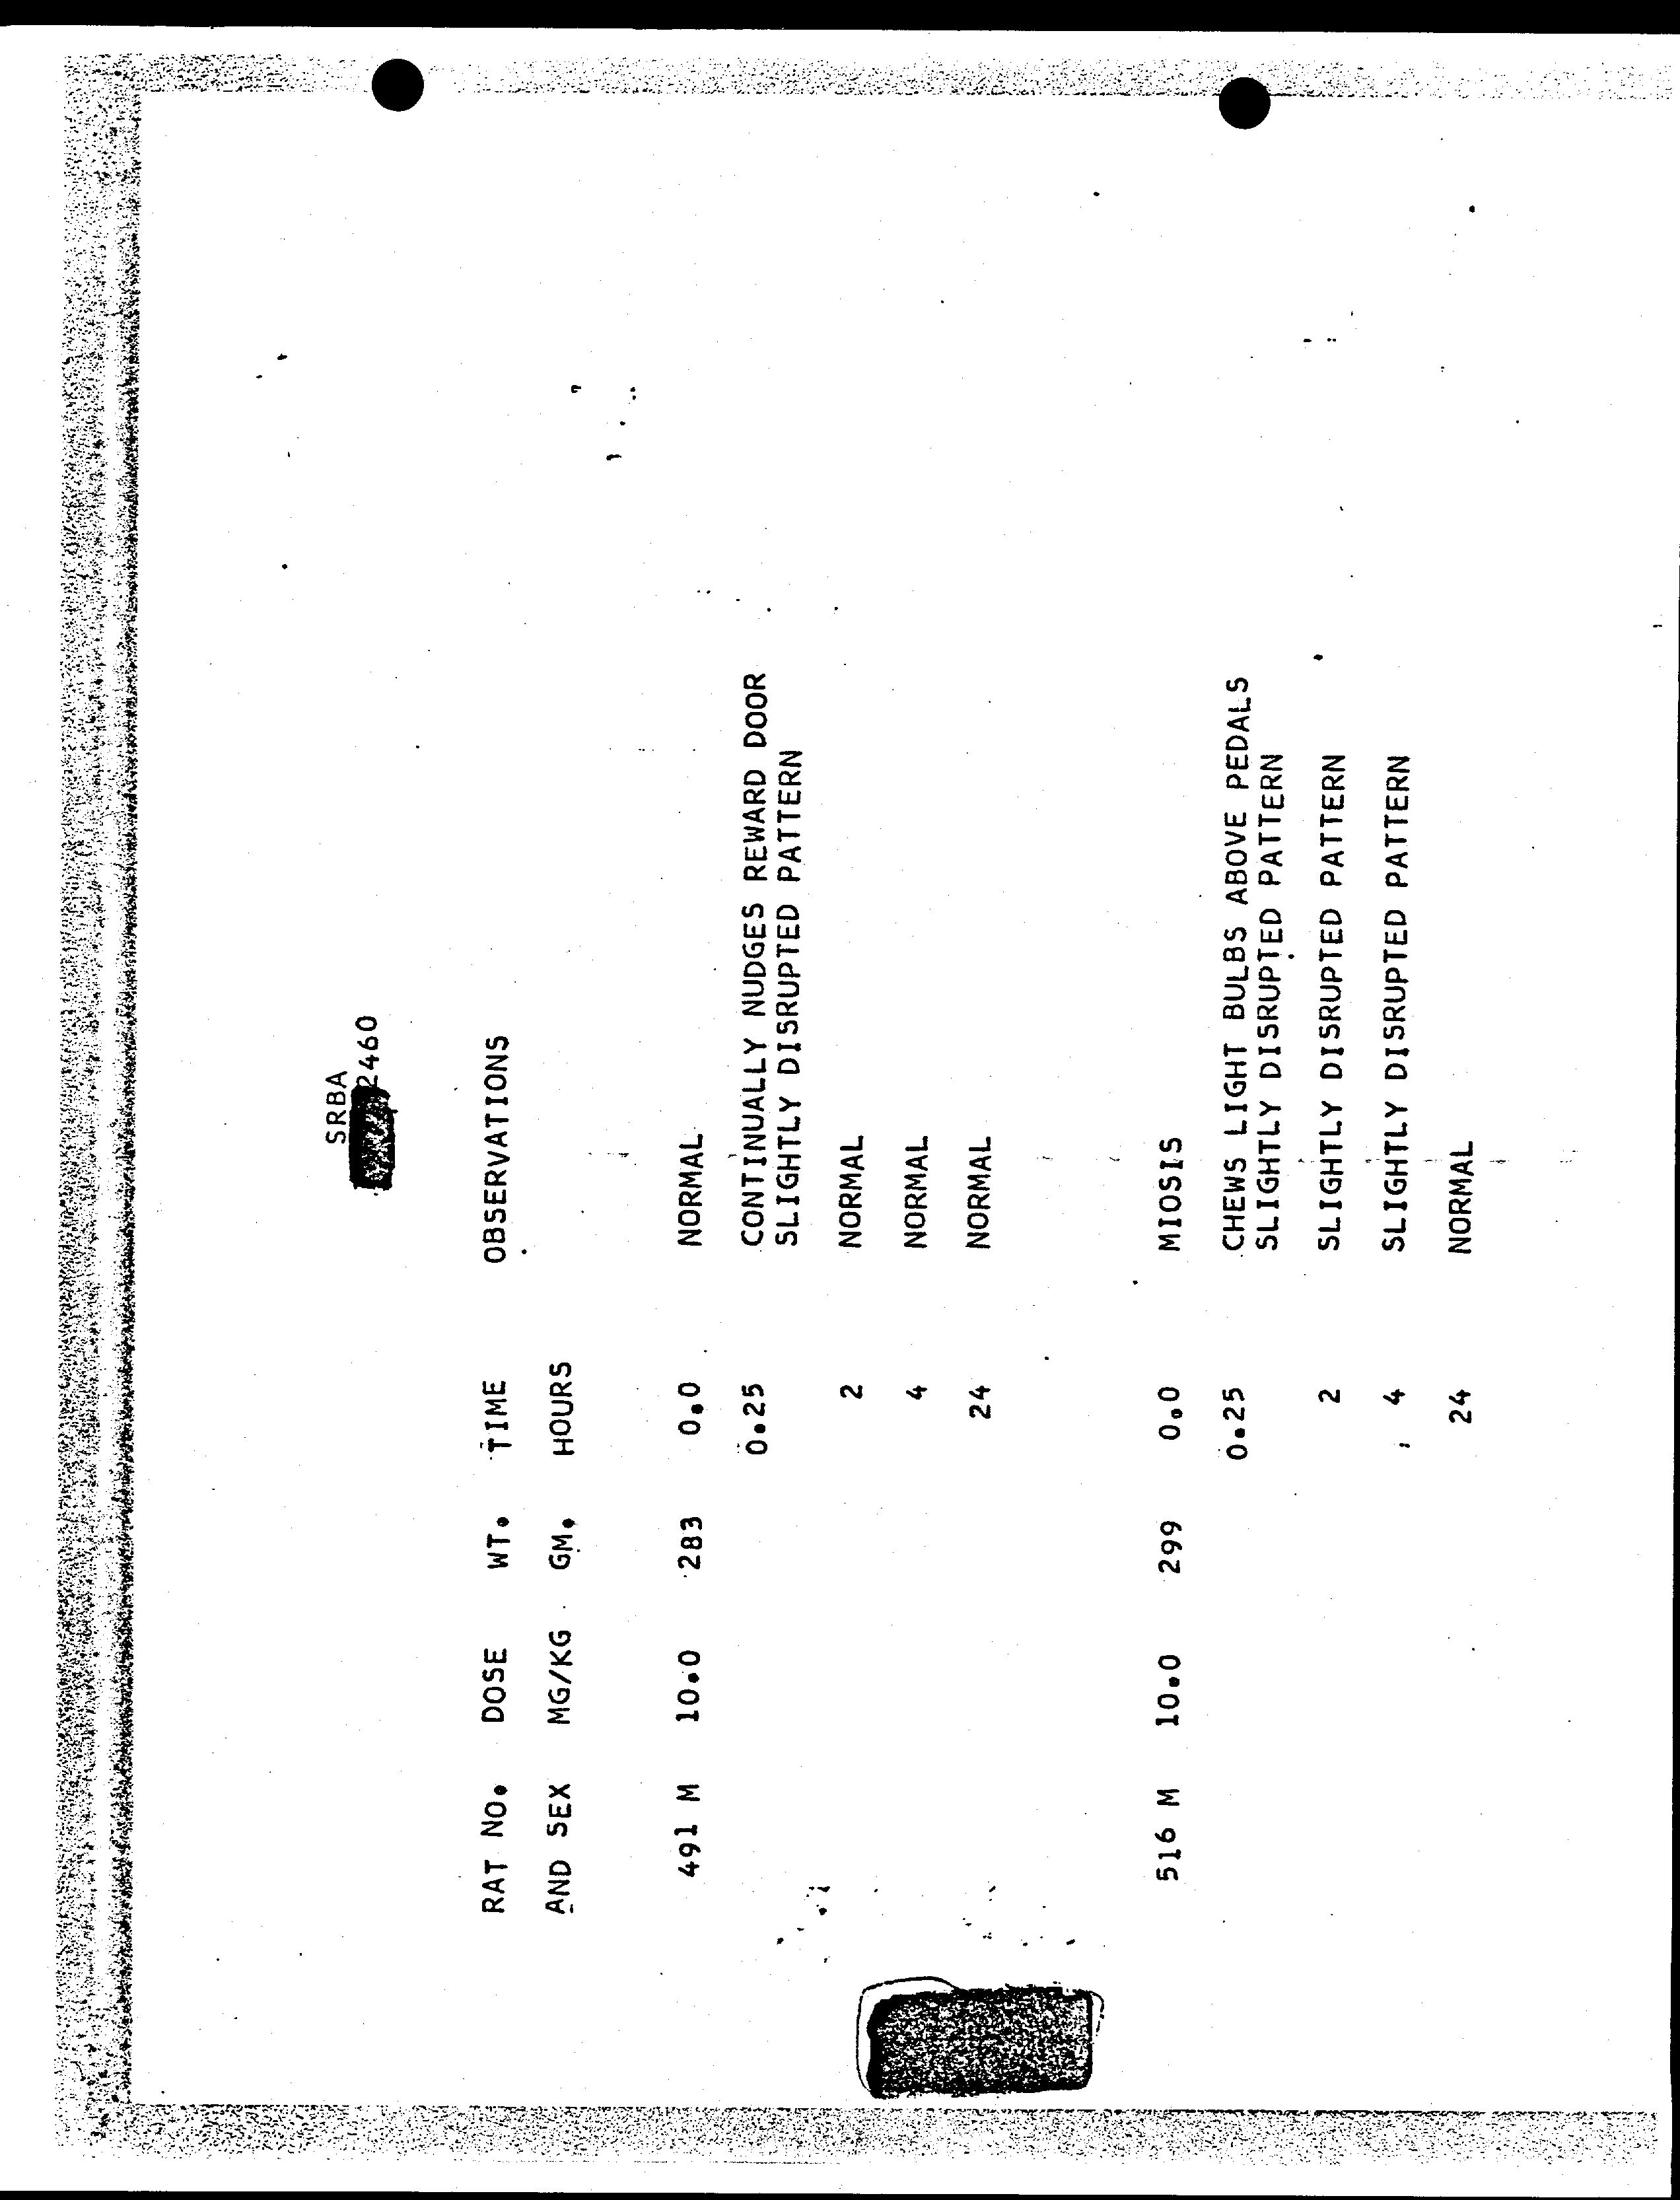 SRBA
2460
RAT NO. DOSE WT. TIME OBSERVATIONS
AND SEX MG/KG GM. HOURS
491 M 10.0 283 0.0 NORMAL
0.25 CONTINUALLY NUDGES REWARD DOOR
SLIGHTLY DISRUPTED PATTERN
2 NORMAL
4 NORMAL
24 NORMAL
516 M 10.0 299 0.0 MIOSIS
0.25 CHEWS LIGHT BULBS ABOVE PEDALS
SLIGHTLY DISRUPTED PATTERN
2 SLIGHTLY DISRUPTED PATTERN
4 SLIGHTLY DISRUPTED PATTERN
24 NORMAL